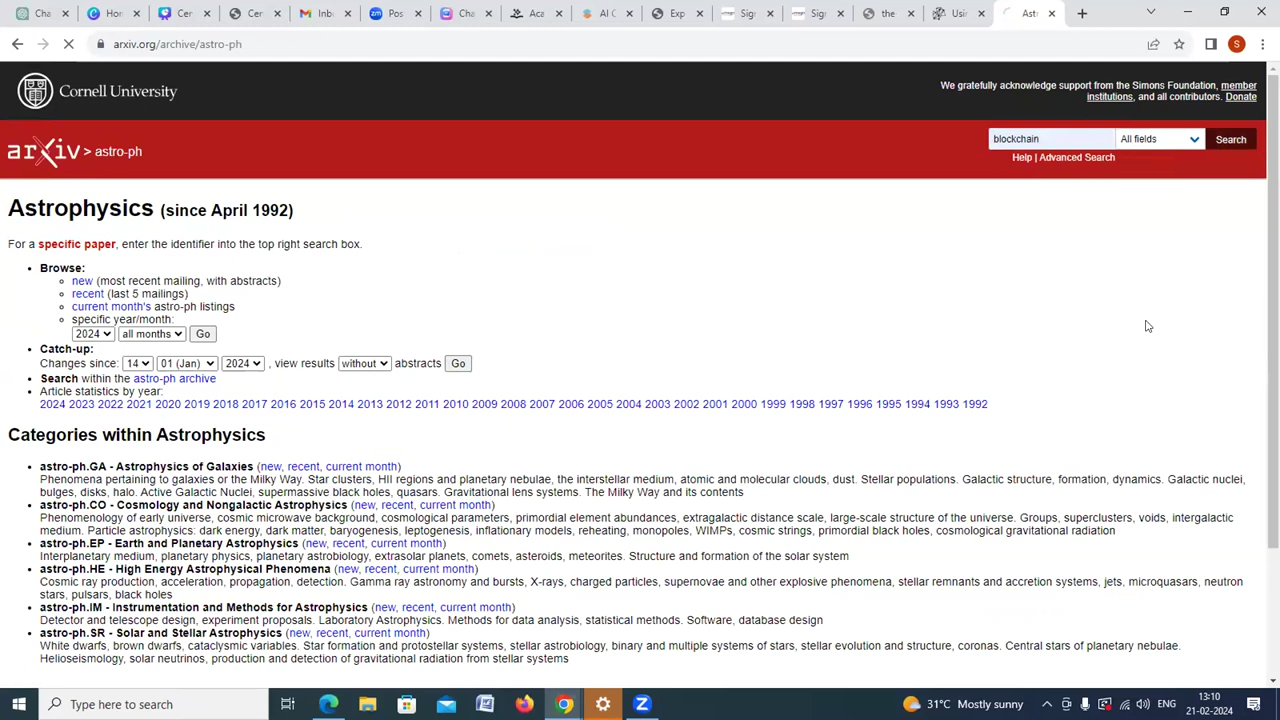 Cha
Hom
Cer
Cer
Inbo
Pos
Cha
Aca
AI C
Exp
Sig
Sig
the
Usin
Ast
arxiv.org/archive/astro-ph
Cornell University
We gratefully acknowledge support from the Simons Foundation, member
institutions, and all contributors. Donate
arXiv > astro-ph
blockchain All fields Search
Help | Advanced Search
Astrophysics (since April 1992)
For a specific paper, enter the identifier into the top right search box.
Browse:
new (most recent mailing, with abstracts)
recent (last 5 mailings)
current month's astro-ph listings
specific year/month:
2024 all months Go
Catch-up:
Changes since: 14 01 (Jan) 2024 , view results without abstracts Go
Search within the astro-ph archive
Article statistics by year:
2024 2023 2022 2021 2020 2019 2018 2017 2016 2015 2014 2013 2012 2011 2010 2009 2008 2007 2006 2005 2004 2003 2002 2001 2000 1999 1998 1997 1996 1995 1994 1993 1992
Categories within Astrophysics
astro-ph.GA - Astrophysics of Galaxies (new, recent, current month)
Phenomena pertaining to galaxies or the Milky Way. Star clusters, HII regions and planetary nebulae, the interstellar medium, atomic and molecular clouds, dust. Stellar populations. Galactic structure, formation, dynamics. Galactic nuclei,
bulges, disks, halo. Active Galactic Nuclei, supermassive black holes, quasars. Gravitational lens systems. The Milky Way and its contents
astro-ph.CO - Cosmology and Nongalactic Astrophysics (new, recent, current month)
Phenomenology of early universe, cosmic microwave background, cosmological parameters, primordial element abundances, extragalactic distance scale, large-scale structure of the universe. Groups, superclusters, voids, intergalactic
medium. Particle astrophysics: dark energy, dark matter, baryogenesis, leptogenesis, inflationary models, reheating, monopoles, WIMPs, cosmic strings, primordial black holes, cosmological gravitational radiation
astro-ph.EP - Earth and Planetary Astrophysics (new, recent, current month)
Interplanetary medium, planetary physics, planetary astrobiology, extrasolar planets, comets, asteroids, meteorites. Structure and formation of the solar system
astro-ph.HE - High Energy Astrophysical Phenomena (new, recent, current month)
Cosmic ray production, acceleration, propagation, detection. Gamma ray astronomy and bursts, X-rays, charged particles, supernovae and other explosive phenomena, stellar remnants and accretion systems, jets, microquasars, neutron
stars, pulsars, black holes
astro-ph.IM - Instrumentation and Methods for Astrophysics (new, recent, current month)
Detector and telescope design, experiment proposals. Laboratory Astrophysics. Methods for data analysis, statistical methods. Software, database design
astro-ph.SR - Solar and Stellar Astrophysics (new, recent, current month)
White dwarfs, brown dwarfs, cataclysmic variables. Star formation and protostellar systems, stellar astrobiology, binary and multiple systems of stars, stellar evolution and structure, coronas. Central stars of planetary nebulae.
Helioseismology, solar neutrinos, production and detection of gravitational radiation from stellar systems
Type here to search
31°C Mostly sunny
ENG
13:10
21-02-2024